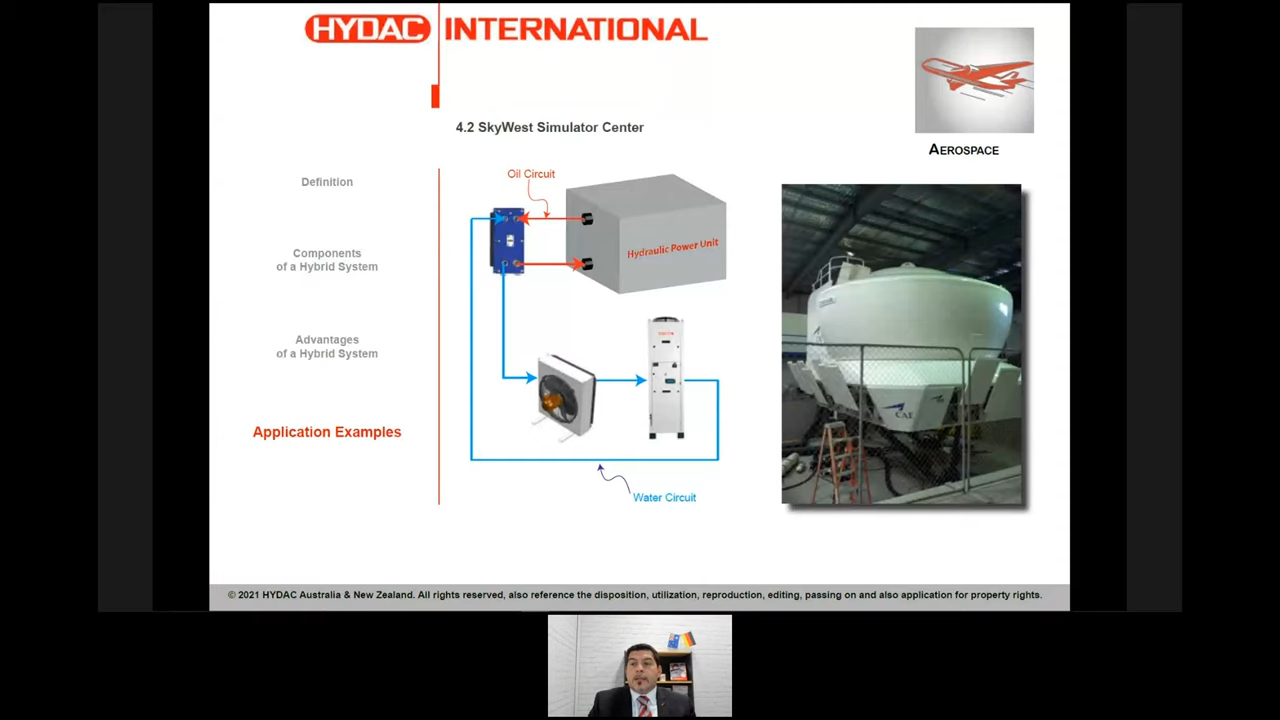 HYDAC INTERNATIONAL
4.2 SkyWest Simulator Center
AEROSPACE
Definition
Components
of a Hybrid System
Advantages
of a Hybrid System
Application Examples
Oil Circuit
Hydraulic Power Unit
Water Circuit
CAE
© 2021 HYDAC Australia & New Zealand. All rights reserved, also reference the disposition, utilization, reproduction, editing, passing on and also application for property rights.